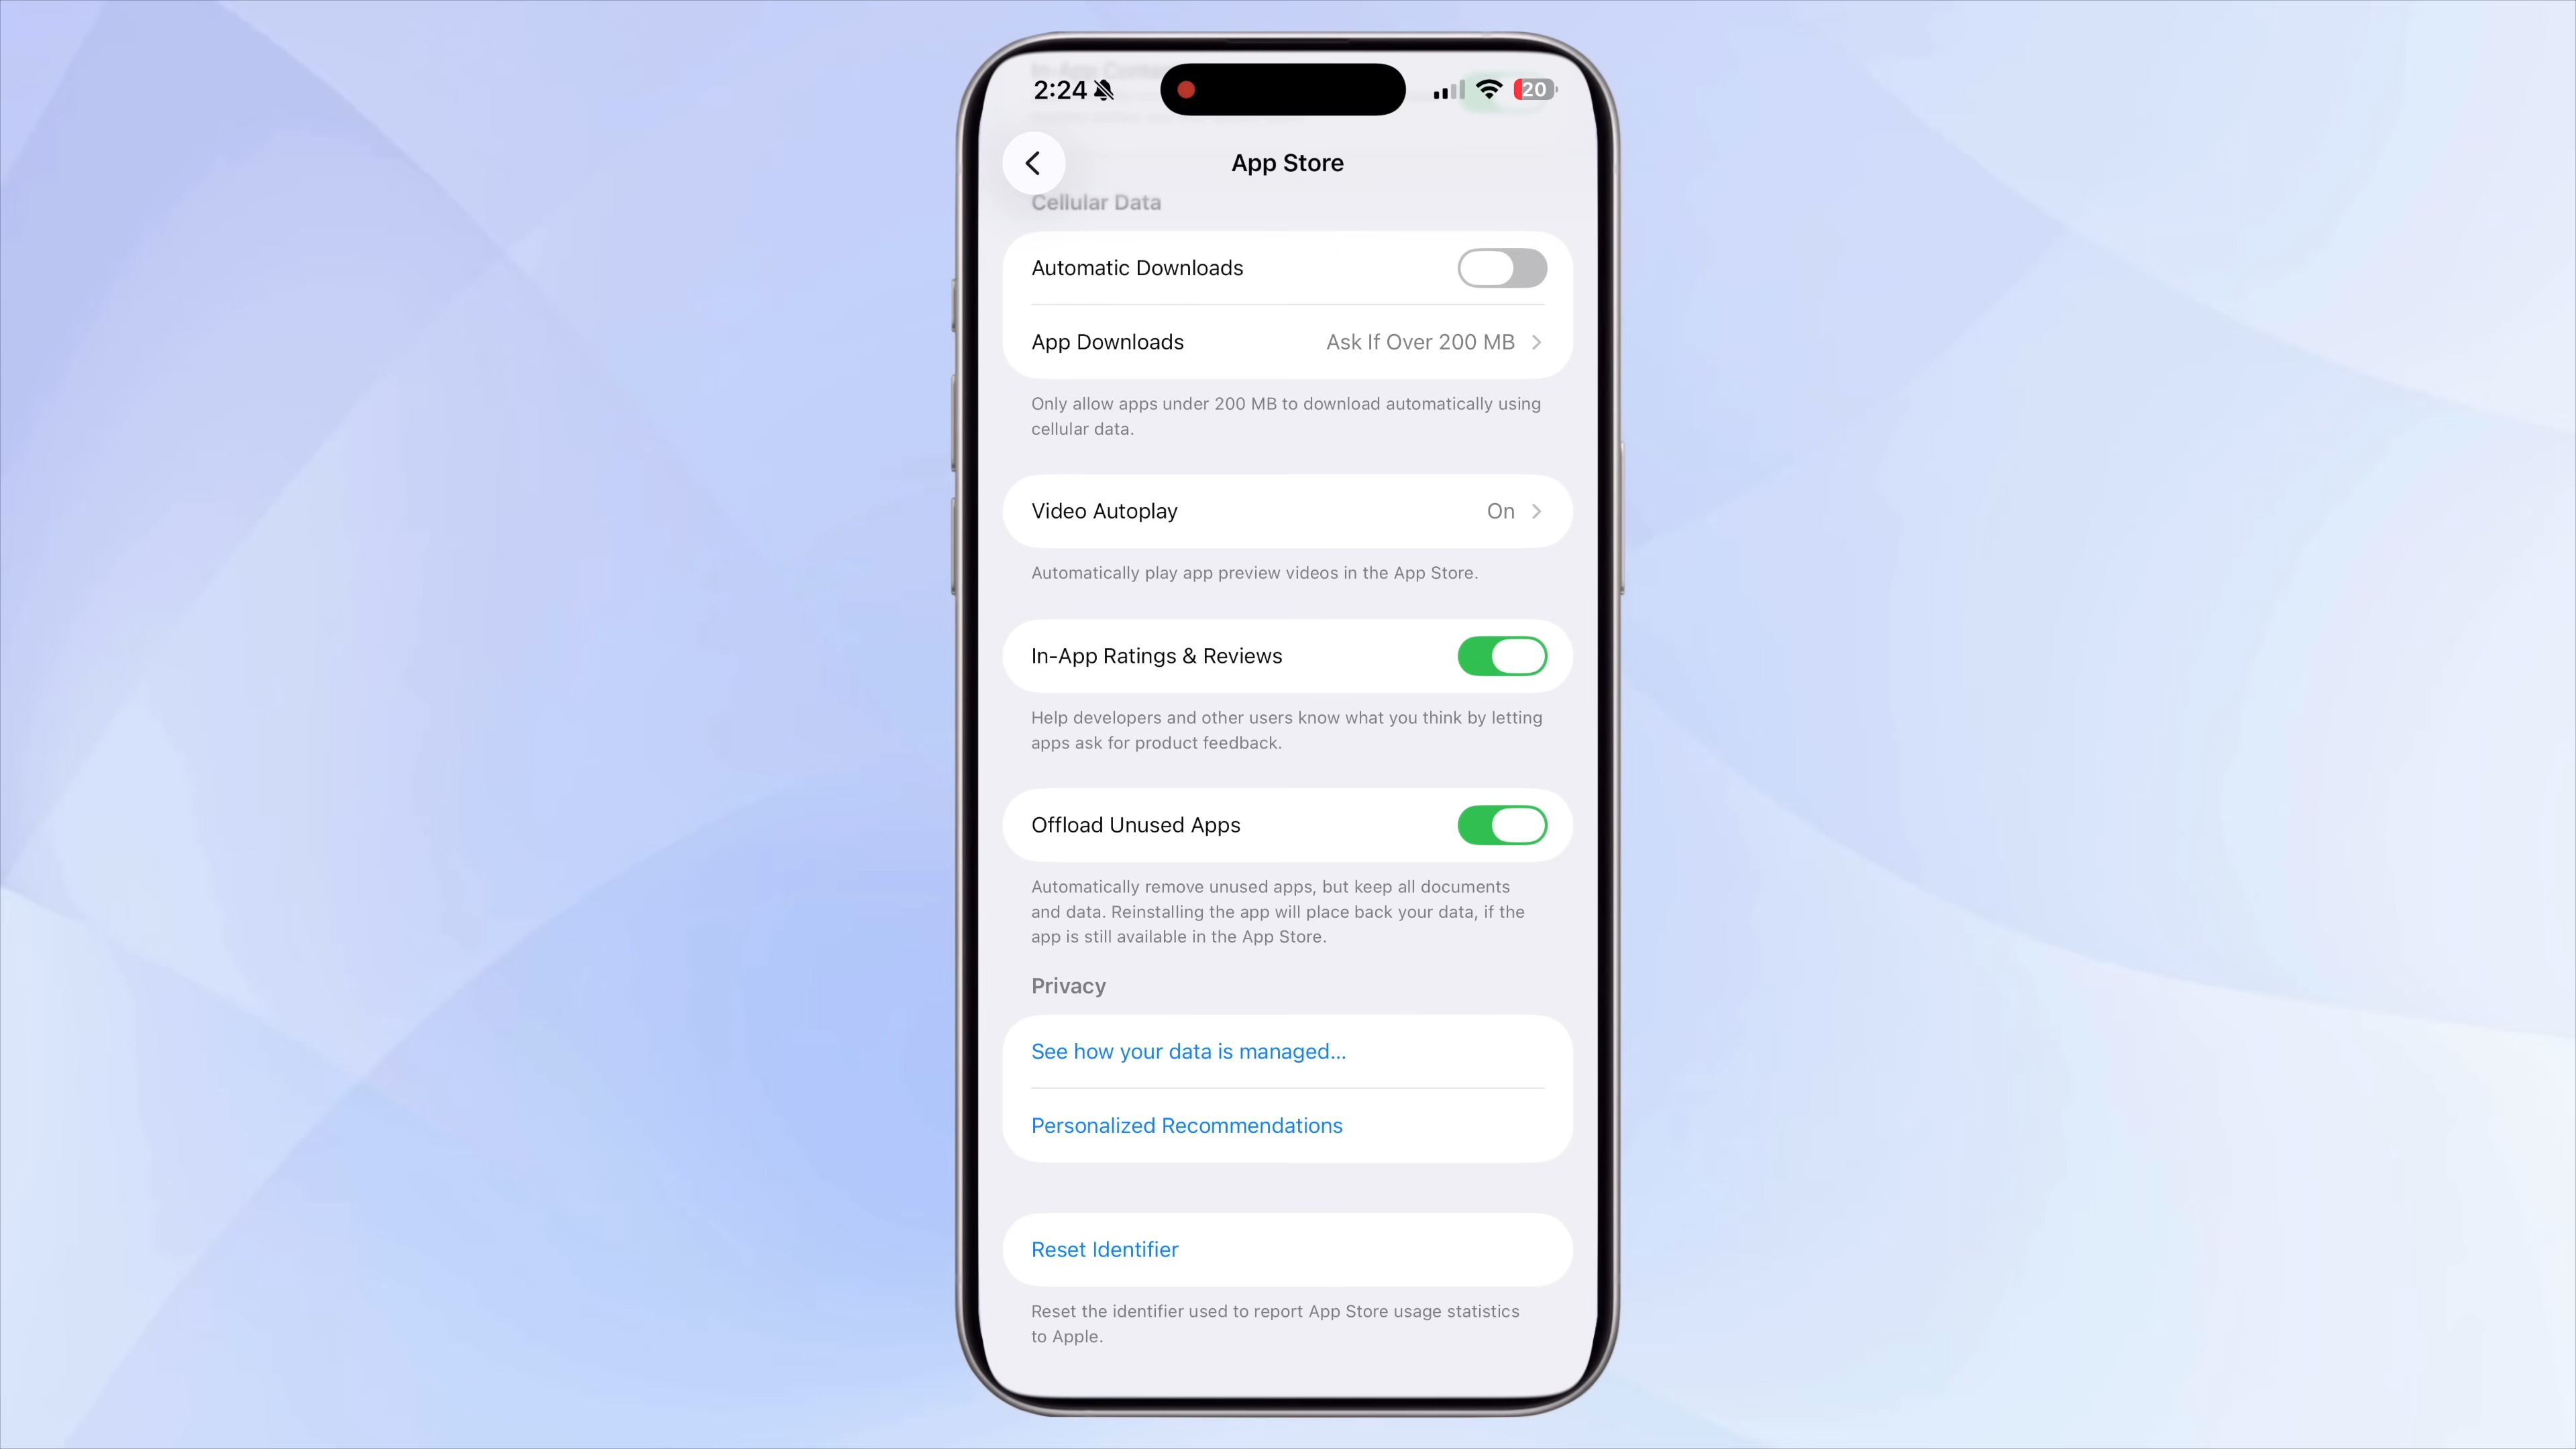 2:24
20
App Store
Cellular Data
Automatic Downloads
App Downloads Ask If Over 200 MB
Only allow apps under 200 MB to download automatically using
cellular data.
Video Autoplay On
Automatically play app preview videos in the App Store.
In-App Ratings & Reviews
Help developers and other users know what you think by letting
apps ask for product feedback.
Offload Unused Apps
Automatically remove unused apps, but keep all documents
and data. Reinstalling the app will place back your data, if the
app is still available in the App Store.
Privacy
See how your data is managed...
Personalized Recommendations
Reset Identifier
Reset the identifier used to report App Store usage statistics
to Apple.